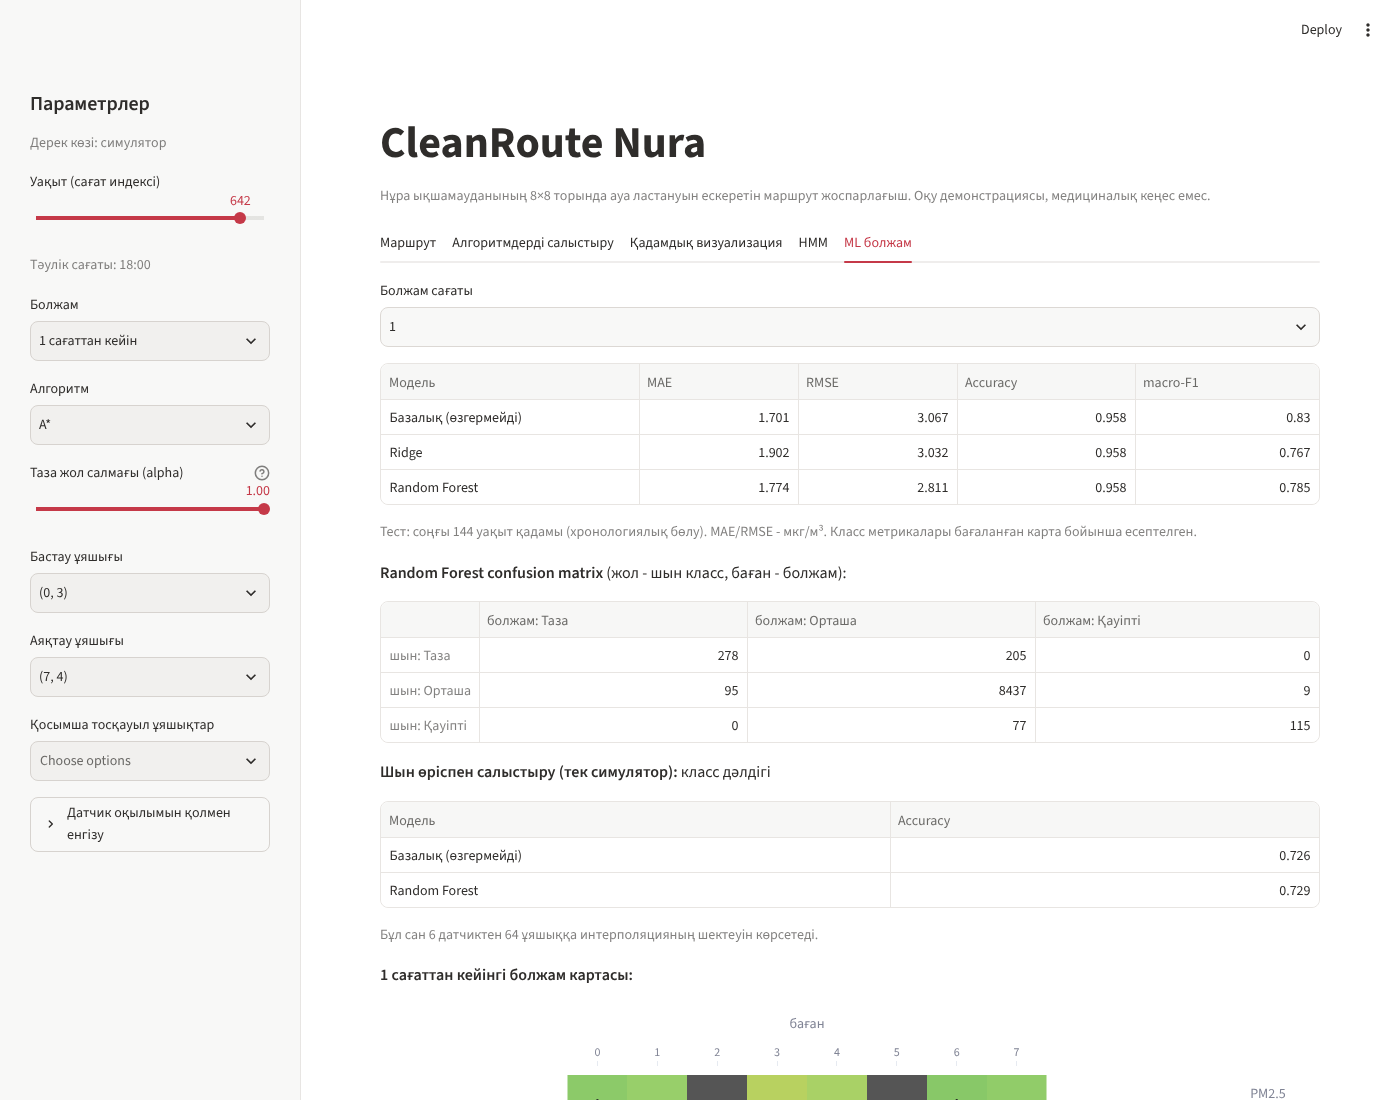 Deploy
Параметрлер
Дерек көзі: симулятор
Уақыт (сағат индексі)
642
Тәулік сағаты: 18:00
Болжам
1 сағаттан кейін
Алгоритм
A*
Таза жол салмағы (alpha)
1.00
Бастау ұяшығы
(0, 3)
Аяқтау ұяшығы
(7, 4)
Қосымша тосқауыл ұяшықтар
Choose options
Датчик оқылымын қолмен
енгізу
CleanRoute Nura
Нұра ықшамауданының 8×8 торында ауа ластануын ескеретін маршрут жоспарлағыш. Оқу демонстрациясы, медициналық кеңес емес.
Маршрут Алгоритмдерді салыстыру Қадамдық визуализация HMM ML болжам
Болжам сағаты
1
Модель MAE RMSE Accuracy macro-F1
Базалық (өзгермейді) 1.701 3.067 0.958 0.83
Ridge 1.902 3.032 0.958 0.767
Random Forest 1.774 2.811 0.958 0.785
Тест: соңғы 144 уақыт қадамы (хронологиялық бөлу). MAE/RMSE - мкг/м³. Класс метрикалары бағаланған карта бойынша есептелген.
Random Forest confusion matrix (жол - шын класс, баған - болжам):
болжам: Таза болжам: Орташа болжам: Қауіпті
шын: Таза 278 205 0
шын: Орташа 95 8437 9
шын: Қауіпті 0 77 115
Шын өріспен салыстыру (тек симулятор): класс дәлдігі
Модель Accuracy
Базалық (өзгермейді) 0.726
Random Forest 0.729
Бұл сан 6 датчиктен 64 ұяшыққа интерполяцияның шектеуін көрсетеді.
1 сағаттан кейінгі болжам картасы:
баған
0 1 2 3 4 5 6 7
PM2.5